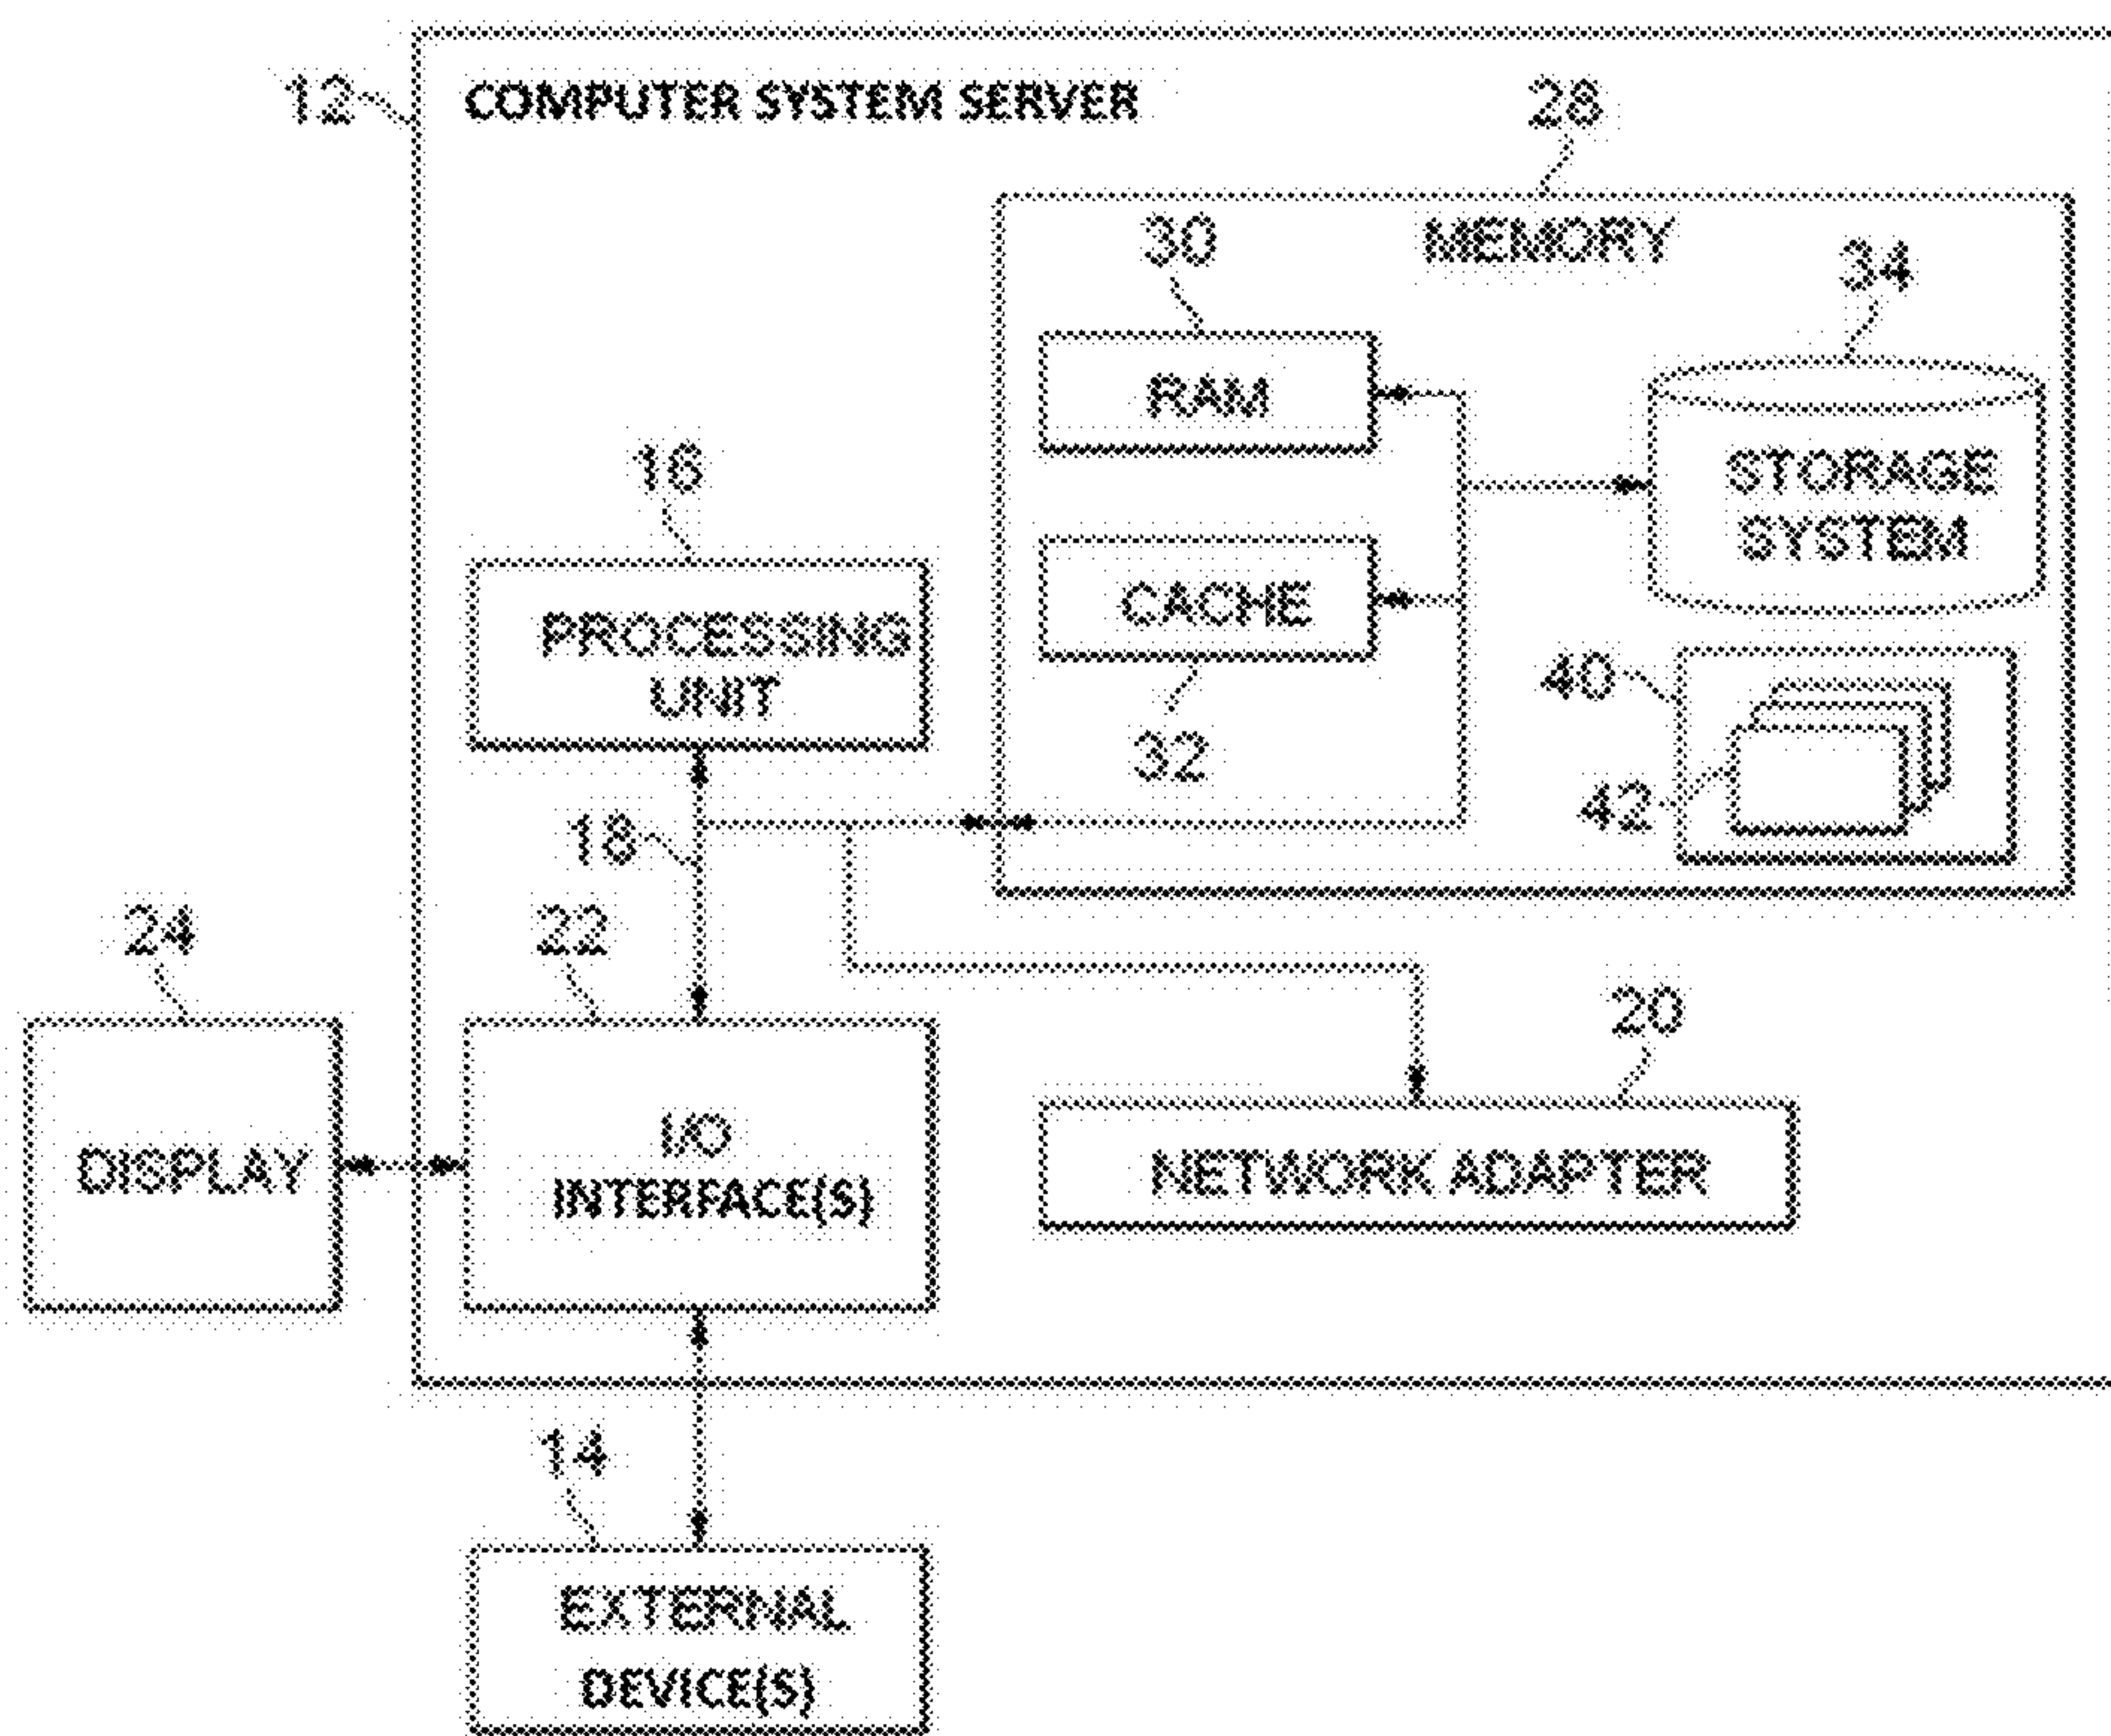 12
COMPUTER SYSTEM SERVER
28
MEMORY
30
34
RAM
STORAGE
SYSTEM
16
CACHE
PROCESSING
UNIT
40
32
42
18
24
22
20
DISPLAY
I/O
INTERFACE(S)
NETWORK ADAPTER
14
EXTERNAL
DEVICE(S)